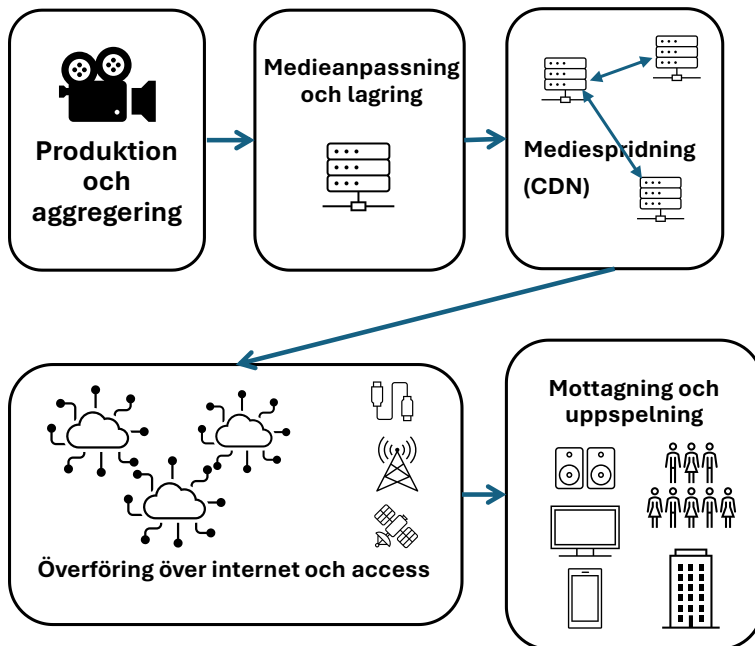 Produktion
och
aggregering
Medieanpassning
och lagring
Mediespridning
(CDN)
Överföring över internet och access
Mottagning och
uppspelning